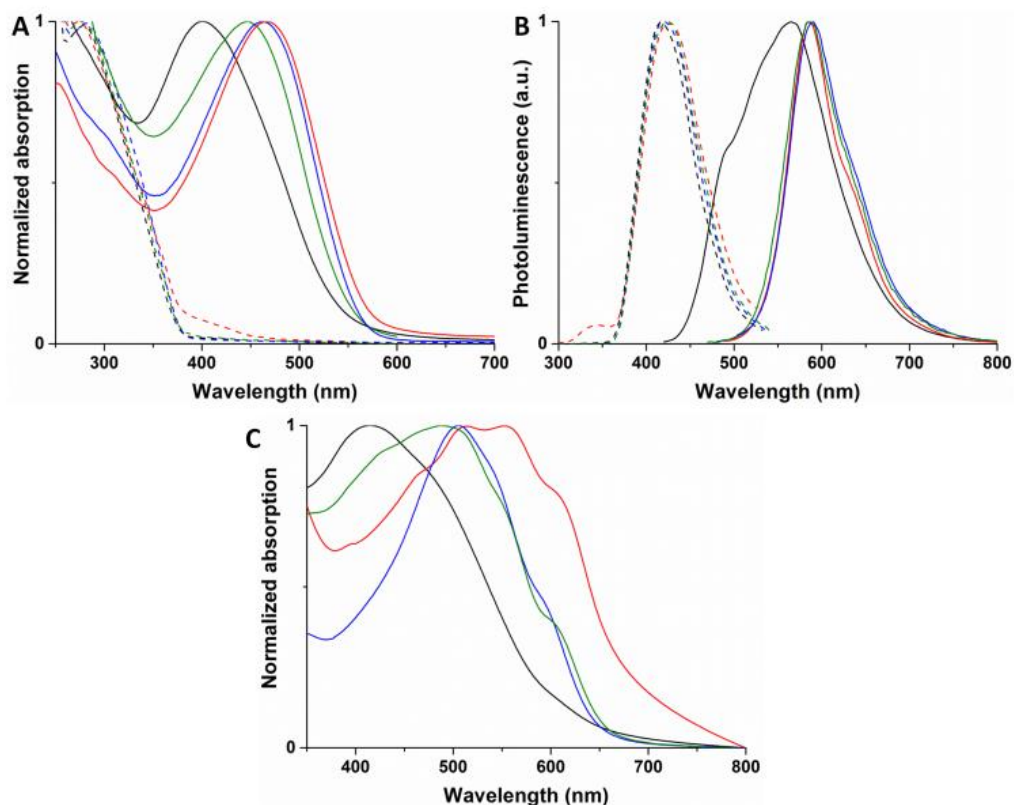 A
1
Normalized absorption
0
300 400 500 600 700
Wavelength (nm)
B
1
Photoluminescence (a.u.)
0
300 400 500 600 700 800
Wavelength (nm)
C
1
Normalized absorption
0
400 500 600 700 800
Wavelength (nm)